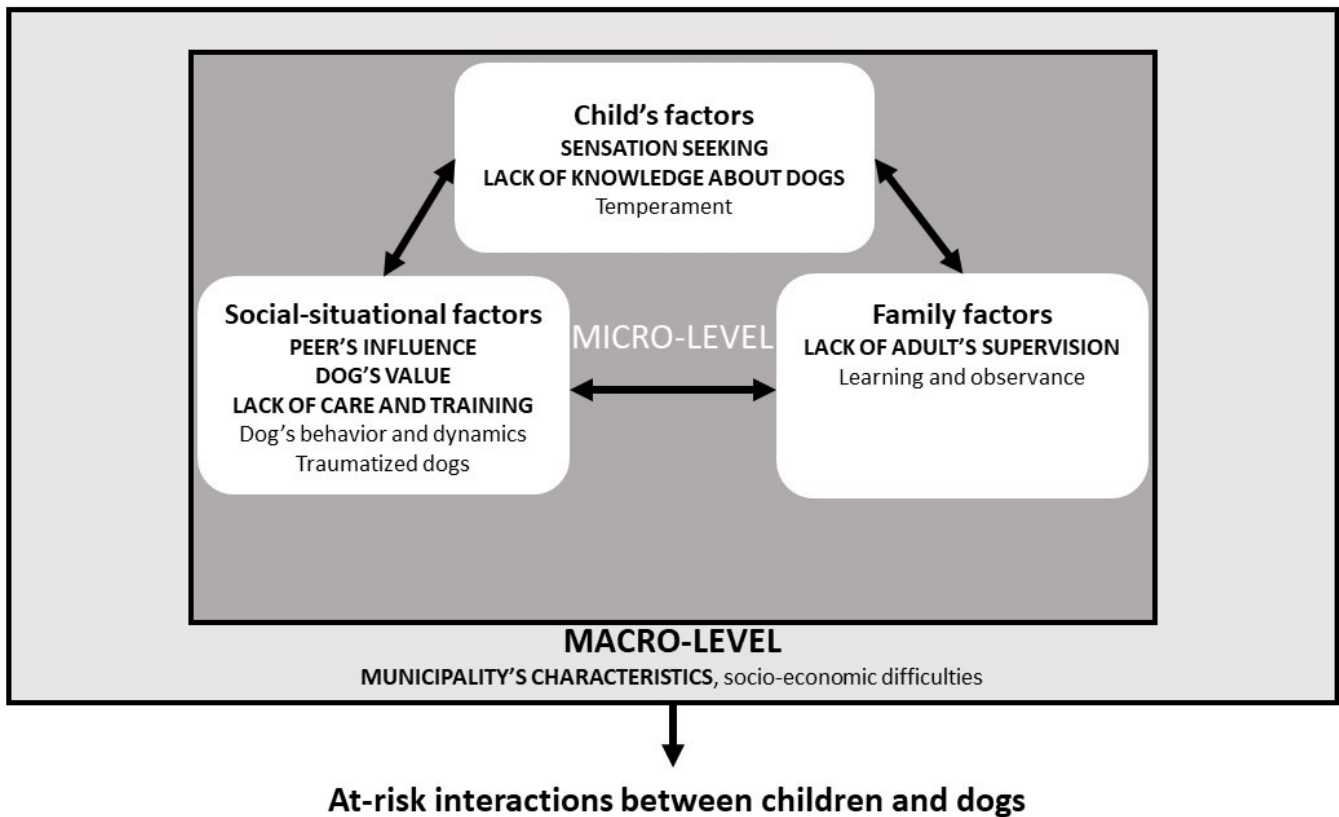 Child's factors
SENSATION SEEKING
LACK OF KNOWLEDGE ABOUT DOGS
Temperament
Social-situational factors
PEER'S INFLUENCE
DOG'S VALUE
LACK OF CARE AND TRAINING
Dog's behavior and dynamics
Traumatized dogs
MICRO-LEVEL
Family factors
LACK OF ADULT'S SUPERVISION
Learning and observance
MACRO-LEVEL
MUNICIPALITY'S CHARACTERISTICS, socio-economic difficulties
At-risk interactions between children and dogs